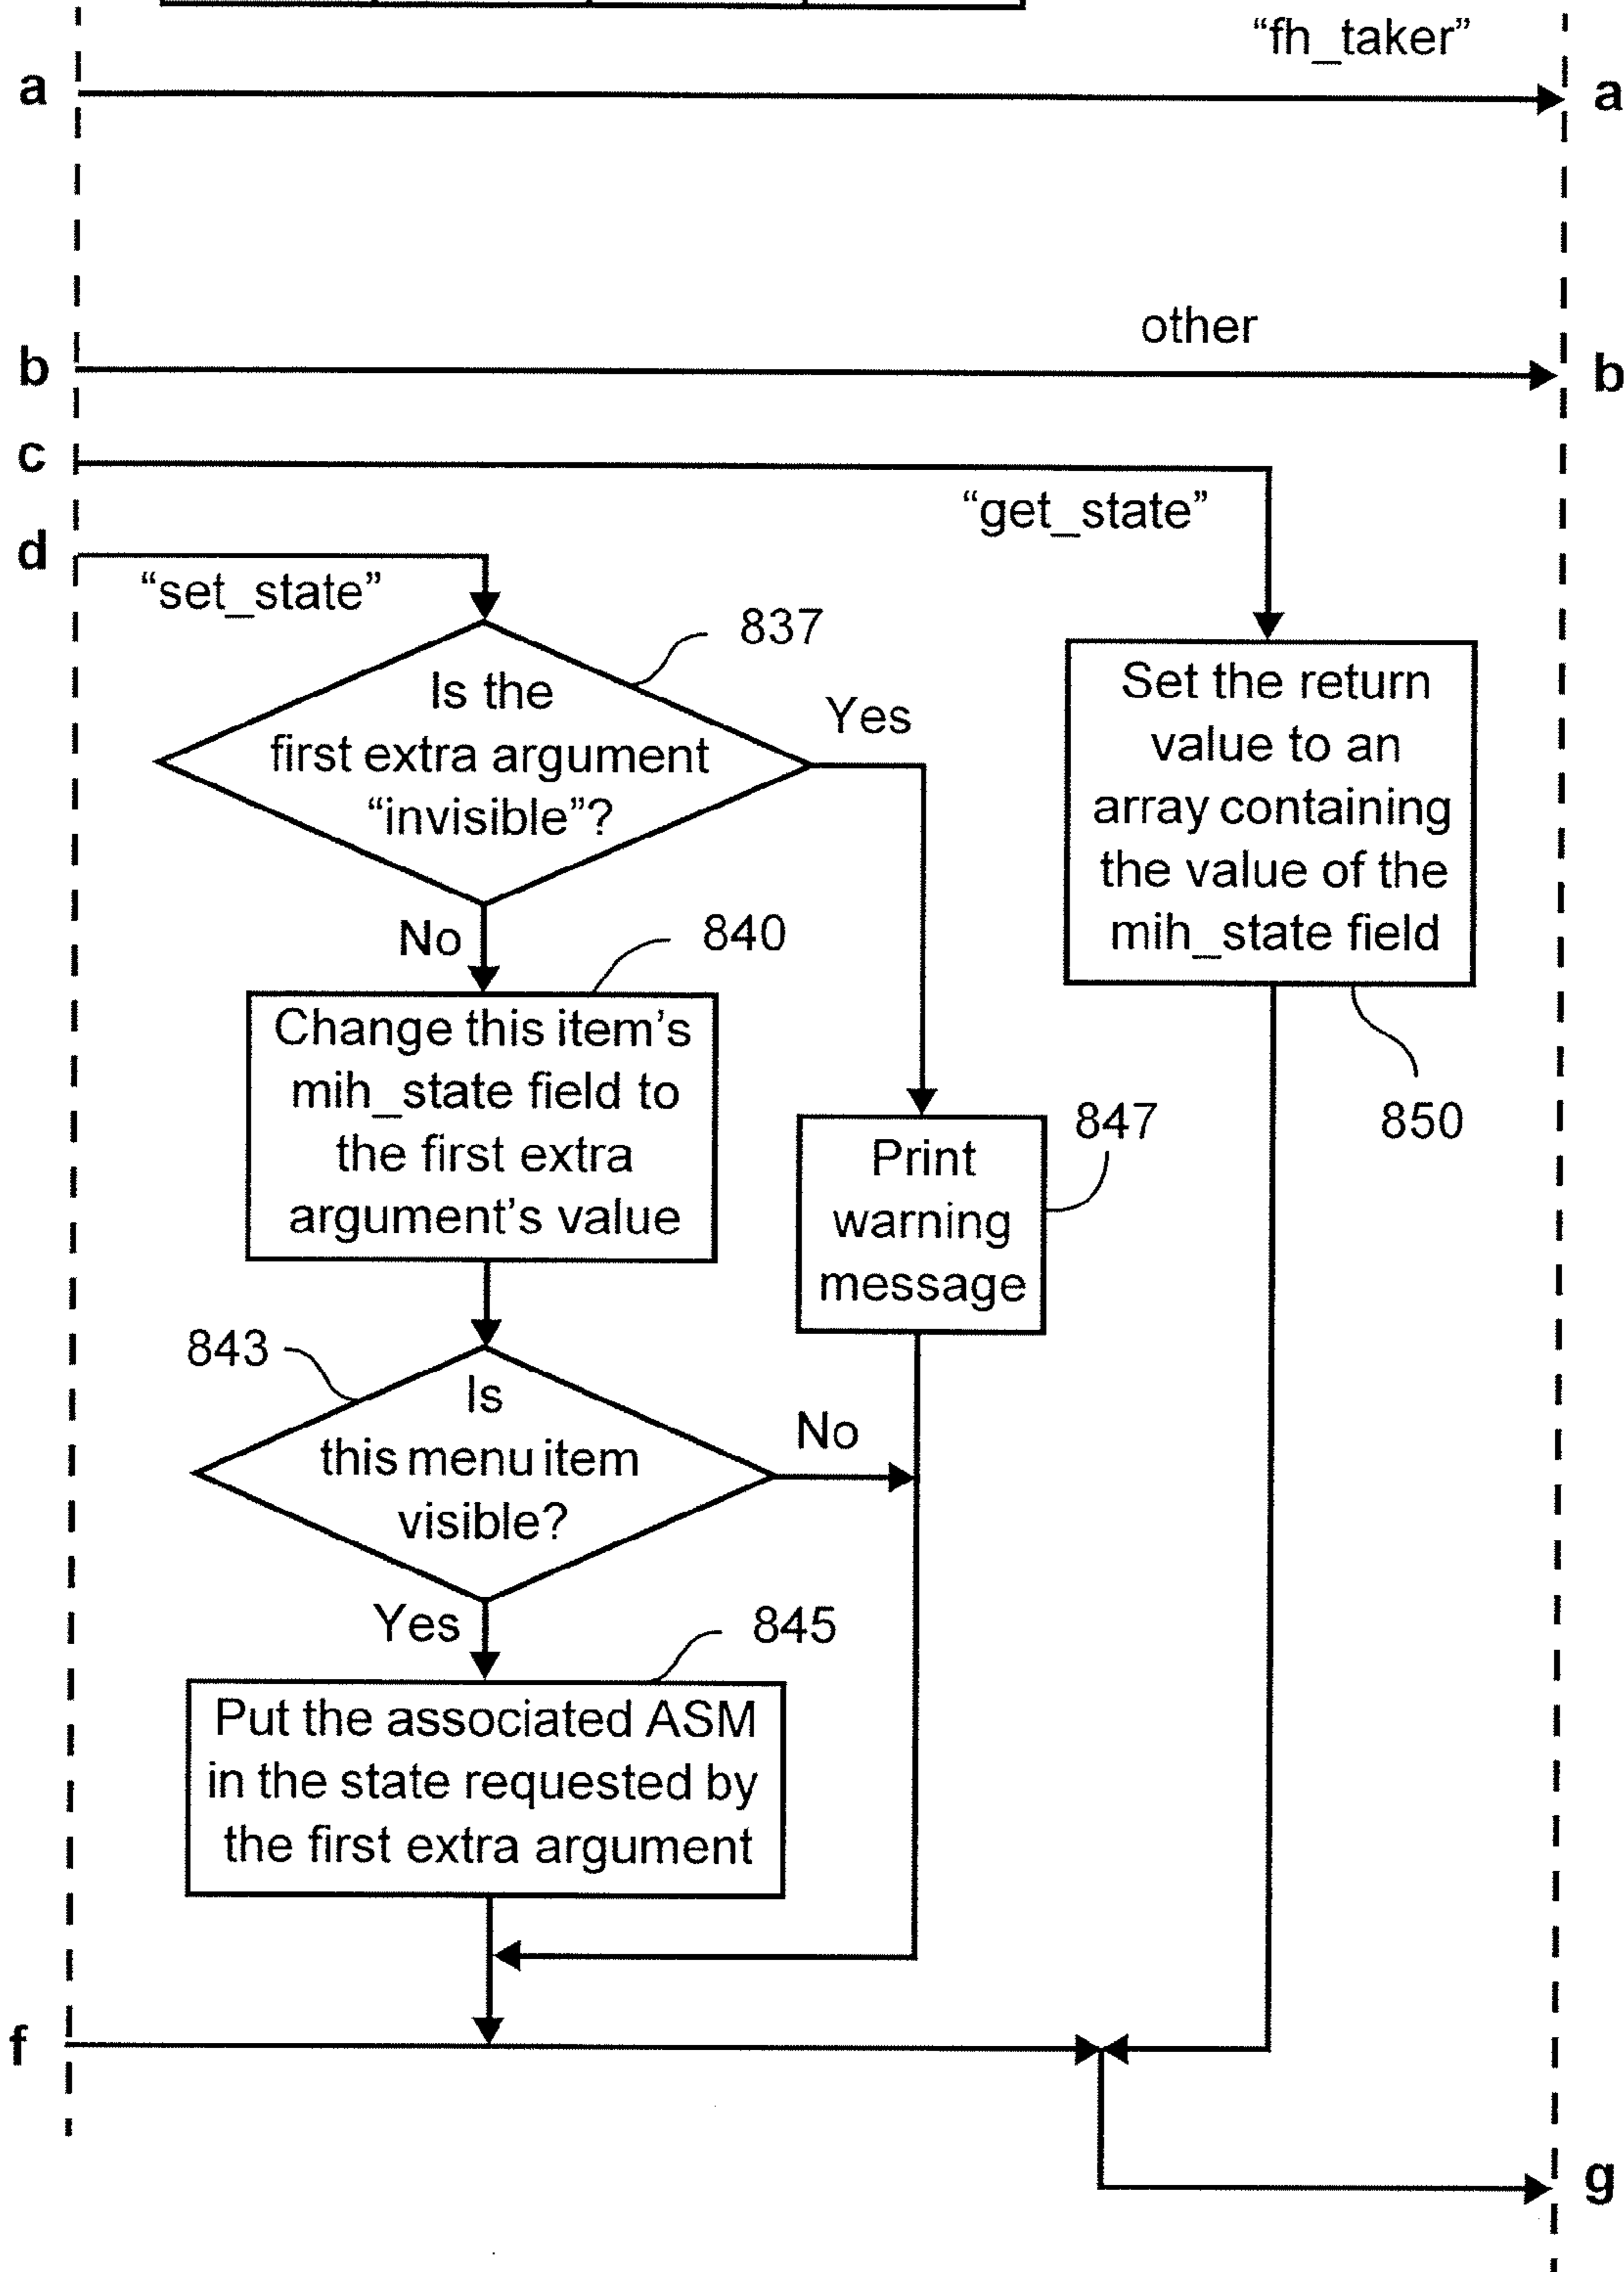 “fh_taker”
a
a
other
b
b
c
“get_state”
d
“set_state”
837
Is the
first extra argument
“invisible”?
Yes
Set the return
value to an
array containing
the value of the
mih_state field
No
840
Change this item’s
mih_state field to
the first extra
argument’s value
847
850
Print
warning
message
843
Is
this menu item
visible?
No
Yes
845
Put the associated ASM
in the state requested by
the first extra argument
f
g